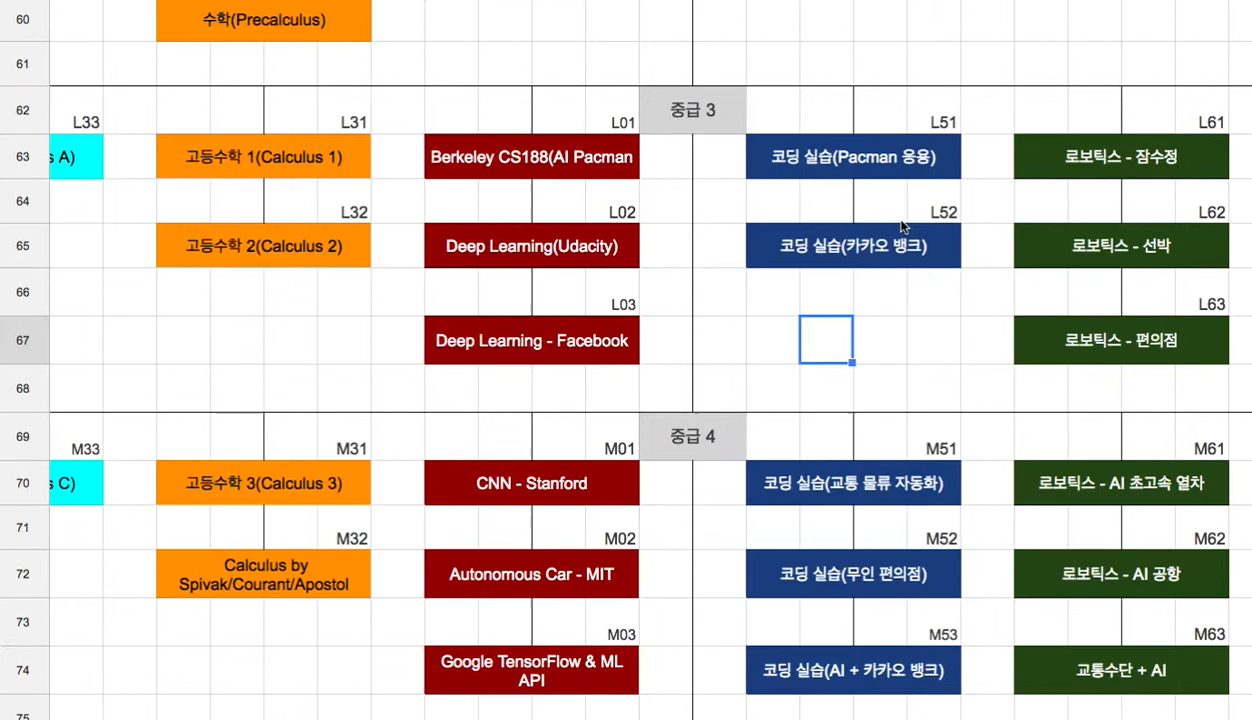 60
수학(Precalculus)
61
62
L33
L31
L01
중급 3
L51
L61
63
s A)
고등수학 1(Calculus 1)
Berkeley CS188(AI Pacman
코딩 실습(Pacman 응용)
로보틱스 - 잠수정
64
L32
L02
L52
L62
65
고등수학 2(Calculus 2)
Deep Learning(Udacity)
코딩 실습(카카오 뱅크)
로보틱스 - 선박
66
L03
L63
67
Deep Learning - Facebook
로보틱스 - 편의점
68
69
M33
M31
M01
중급 4
M51
M61
70
s C)
고등수학 3(Calculus 3)
CNN - Stanford
코딩 실습(교통 물류 자동화)
로보틱스 - AI 초고속 열차
71
M32
M02
M52
M62
72
Calculus by
Spivak/Courant/Apostol
Autonomous Car - MIT
코딩 실습(무인 편의점)
로보틱스 - AI 공항
73
M03
M53
M63
74
Google TensorFlow & ML
API
코딩 실습(AI + 카카오 뱅크)
교통수단 + AI
75